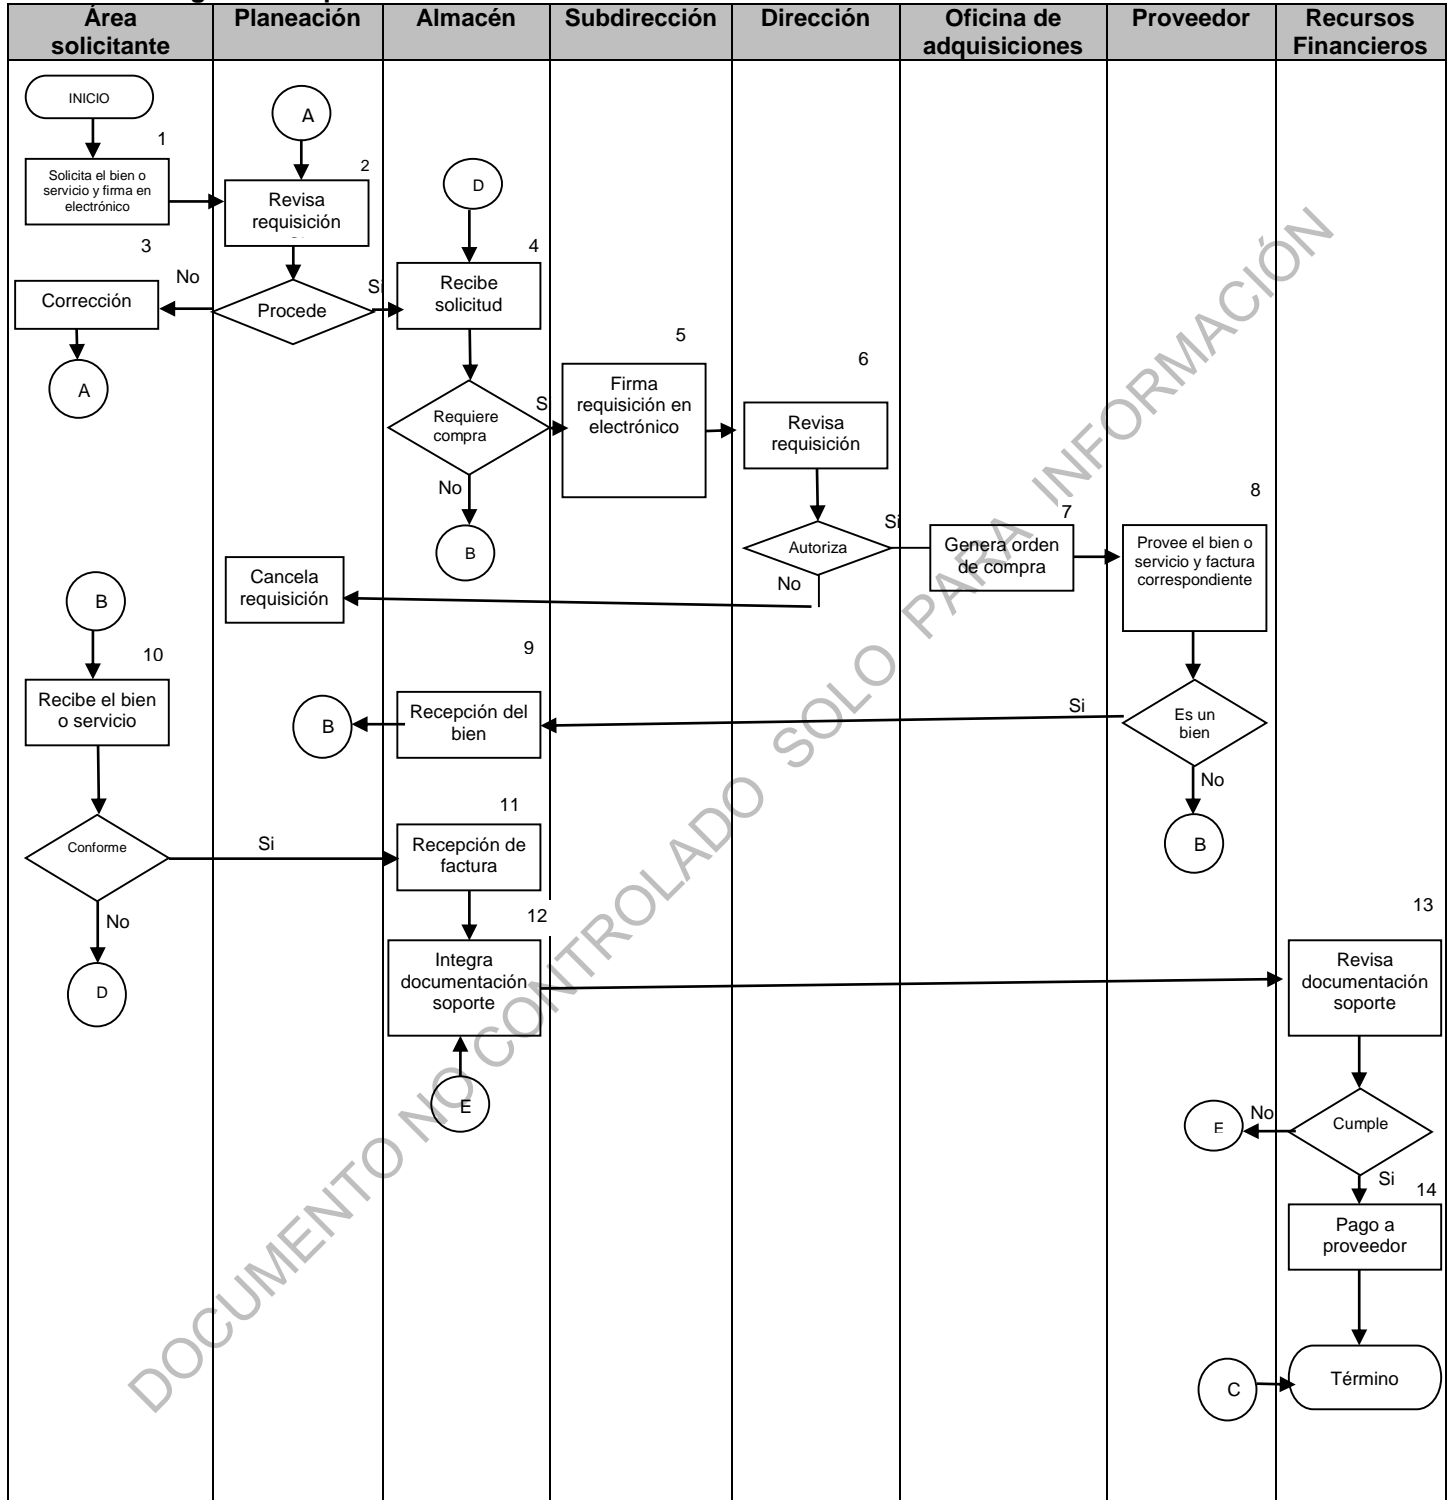 Área
solicitante
Planeación
Almacén
Subdirección
Dirección
Oficina de
adquisiciones
Proveedor
Recursos
Financieros
INICIO
1
Solicita el bien o
servicio y firma en
electrónico
A
2
Revisa
requisición
3
Corrección
No
Procede
Si
A
D
4
Recibe
solicitud
Requiere
compra
S
No
B
5
Firma
requisición en
electrónico
6
Revisa
requisición
Autoriza
Si
No
7
Genera orden
de compra
8
Provee el bien o
servicio y factura
correspondiente
Cancela
requisición
B
10
Recibe el bien
o servicio
9
Recepción del
bien
B
Si
Es un
bien
No
B
Conforme
Si
No
D
11
Recepción de
factura
12
Integra
documentación
soporte
E
13
Revisa
documentación
soporte
Cumple
No
E
Si
14
Pago a
proveedor
C
Término
DOCUMENTO NO CONTROLADO SOLO PARA INFORMACIÓN